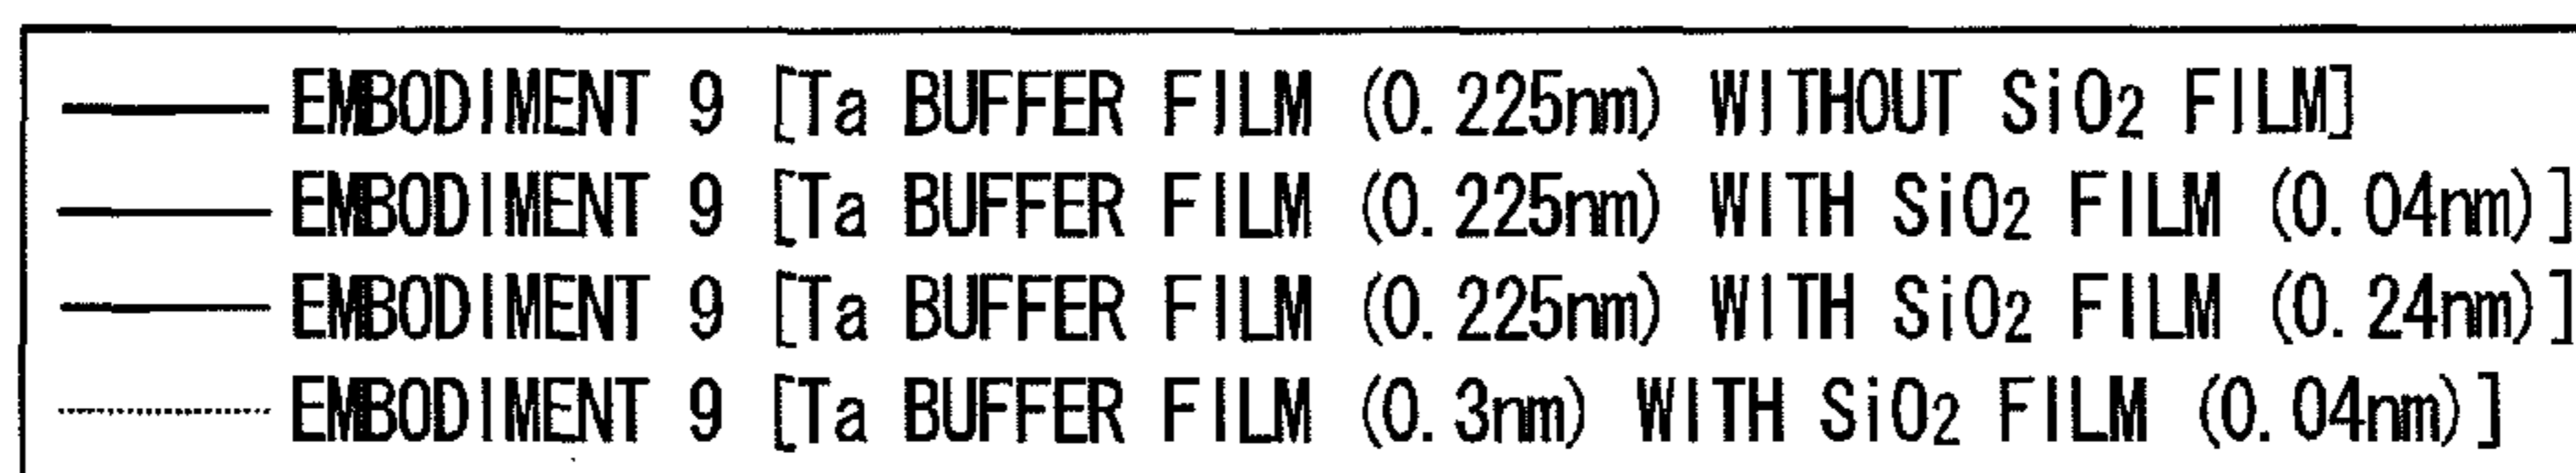 EMBODIMENT 9 [Ta BUFFER FILM (0.225nm) WITHOUT SiO2 FILM]
EMBODIMENT 9 [Ta BUFFER FILM (0.225nm) WITH SiO2 FILM (0.04nm)]
EMBODIMENT 9 [Ta BUFFER FILM (0.225nm) WITH SiO2 FILM (0.24nm)]
EMBODIMENT 9 [Ta BUFFER FILM (0.3nm) WITH SiO2 FILM (0.04nm)]